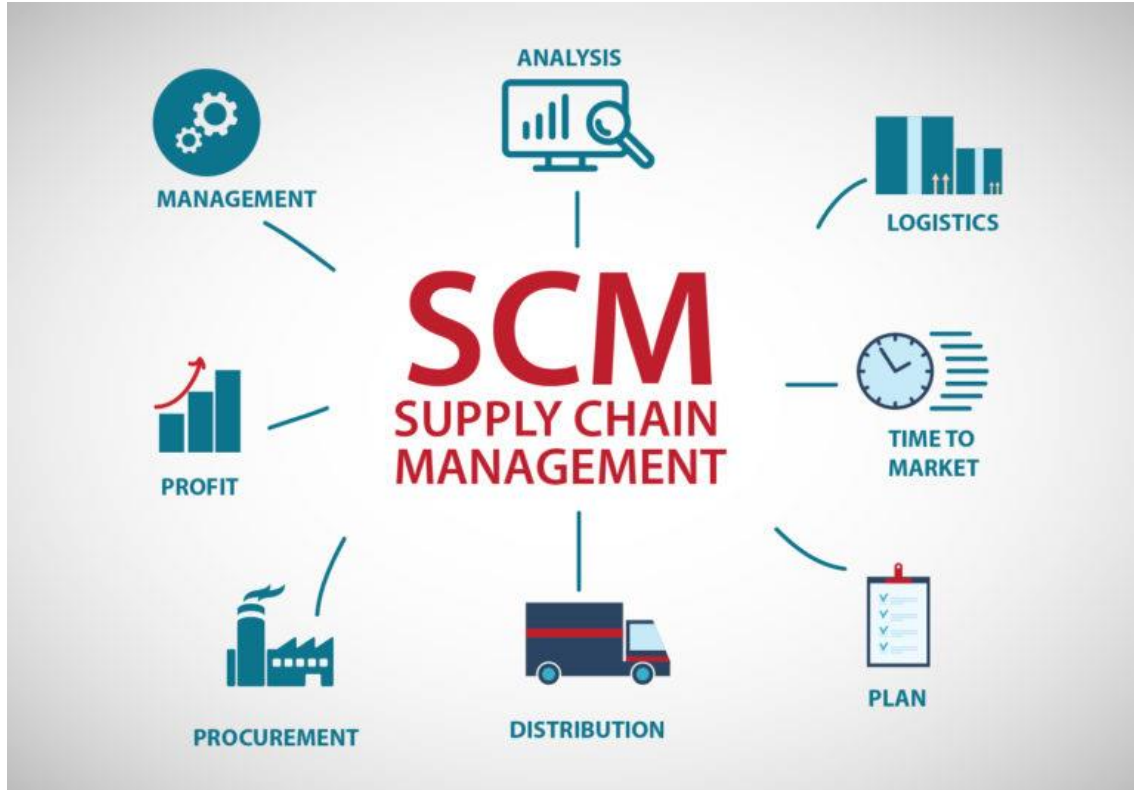 ANALYSIS
MANAGEMENT
LOGISTICS
SCM
SUPPLY CHAIN
MANAGEMENT
TIME TO
MARKET
PROFIT
PLAN
PROCUREMENT
DISTRIBUTION